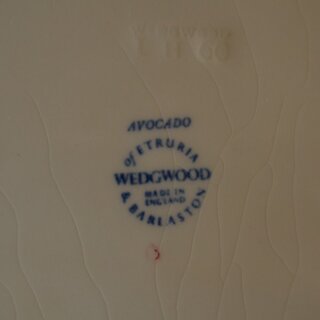 AVOCADO
of ETRURIA
WEDGWOOD
MADE IN
ENGLAND
& BARLASTON